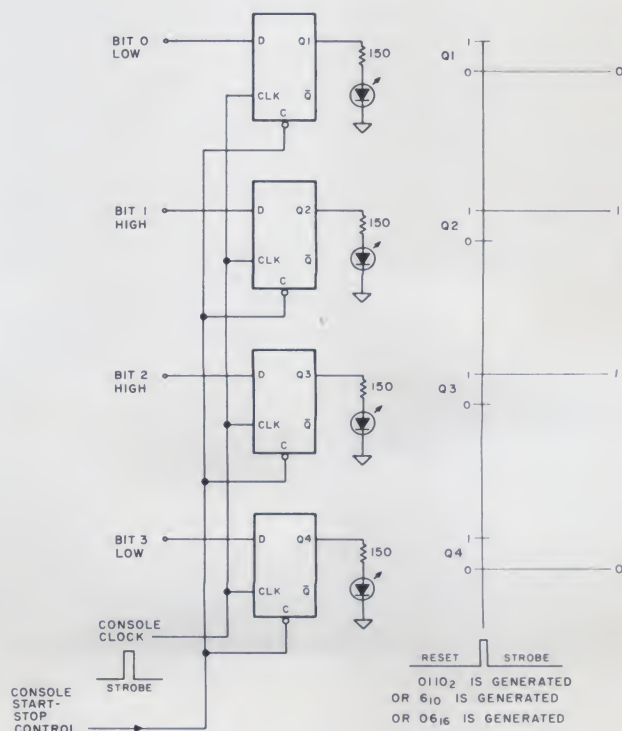 BIT 0
LOW
D
Q1
CLK
Q̄
C
150
Q1
1
0
0
BIT 1
HIGH
D
Q2
CLK
Q̄
C
150
Q2
1
0
1
BIT 2
HIGH
D
Q3
CLK
Q̄
C
150
Q3
1
0
1
BIT 3
LOW
D
Q4
CLK
Q̄
C
150
Q4
1
0
0
CONSOLE
CLOCK
STROBE
CONSOLE
START-
STOP
CONTROL
RESET STROBE
0110₂ IS GENERATED
OR 6₁₀ IS GENERATED
OR 06₁₆ IS GENERATED